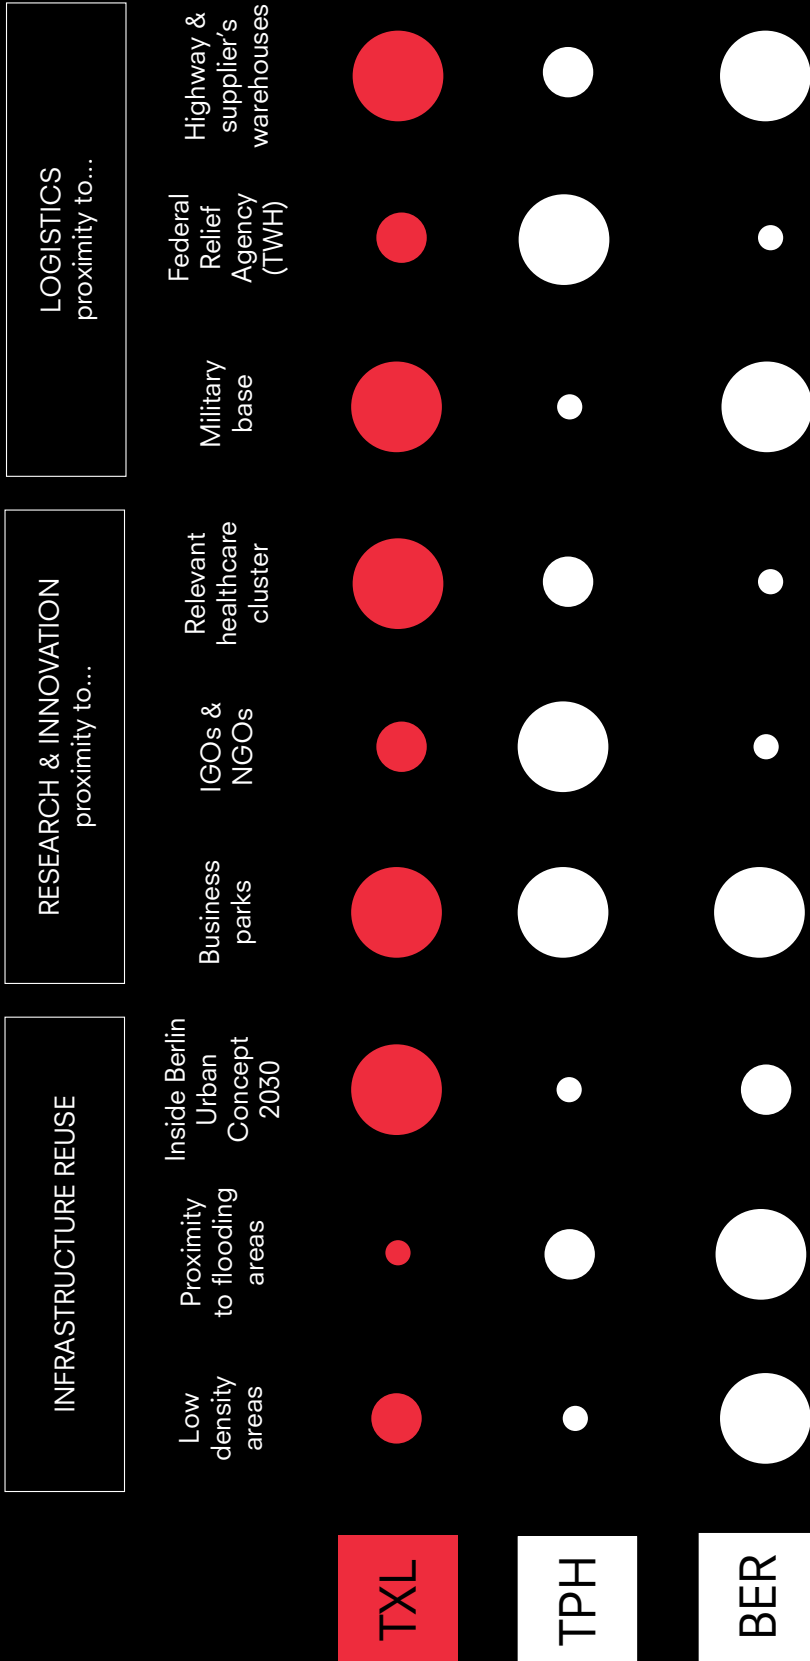 INFRASTRUCTURE REUSE
RESEARCH & INNOVATION
proximity to...
LOGISTICS
proximity to...
Low
density
areas
Proximity
to flooding
areas
Inside Berlin
Urban
Concept
2030
Business
parks
IGOs &
NGOs
Relevant
healthcare
cluster
Military
base
Federal
Relief
Agency
(TWH)
Highway &
supplier’s
warehouses
TXL
TPH
BER